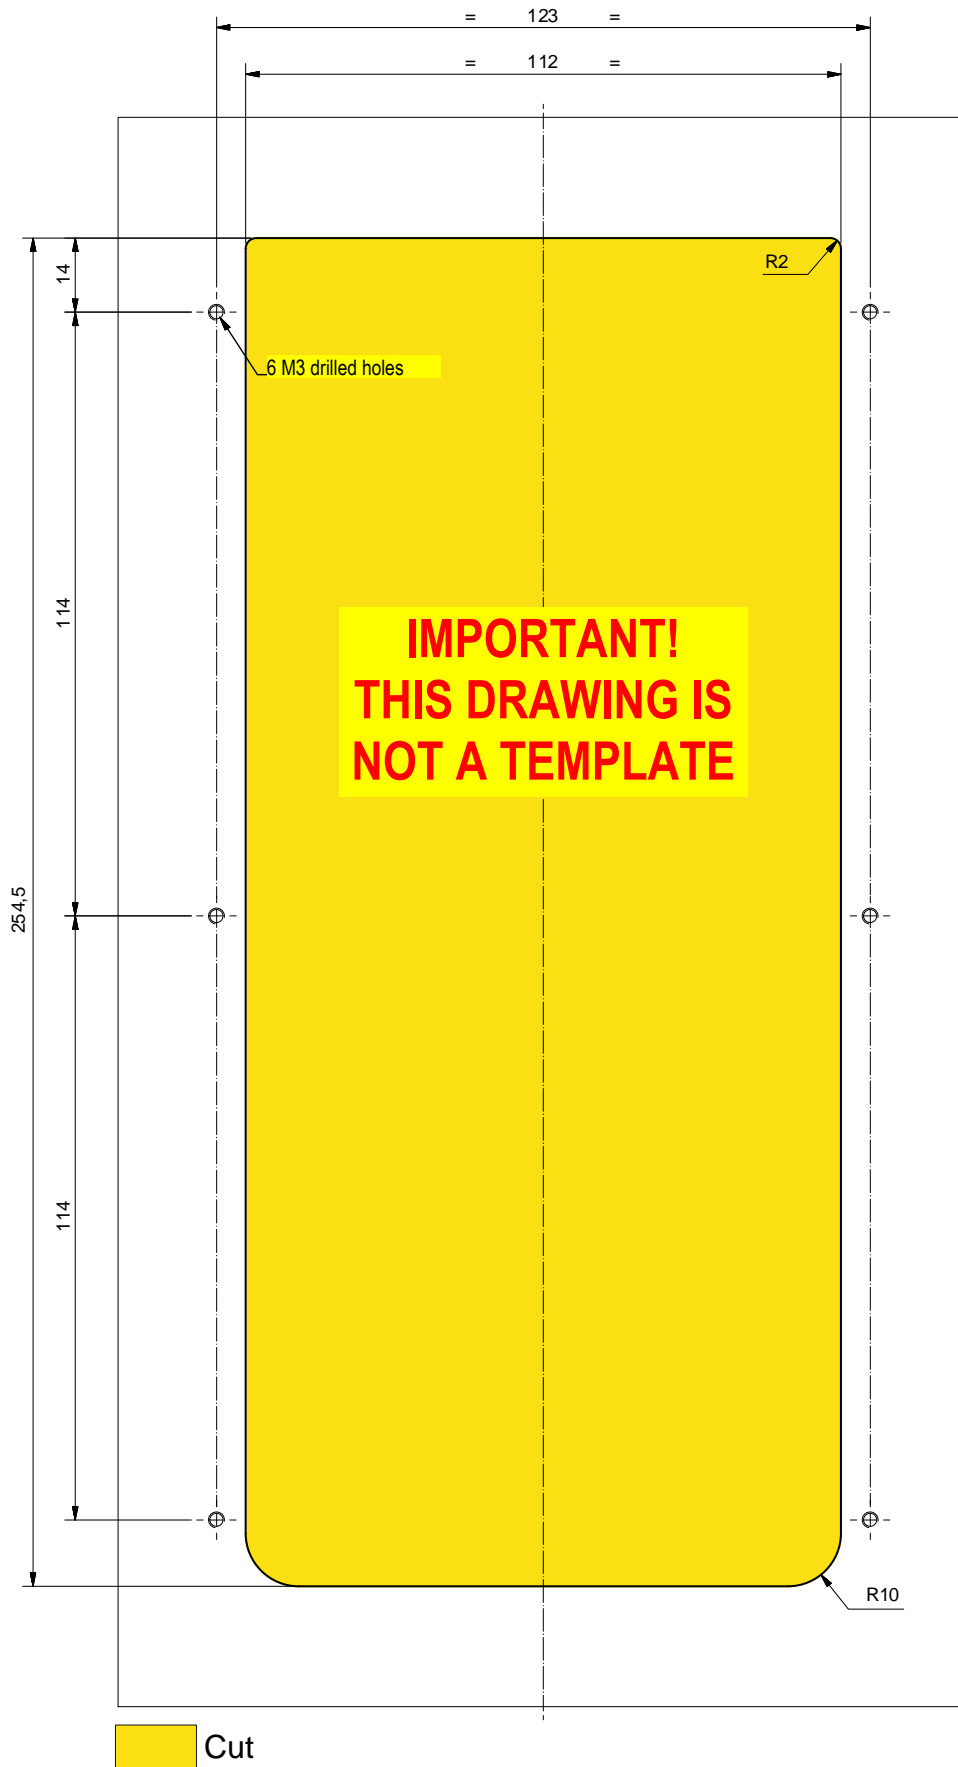 = 123 =
= 112 =
14
R2
6 M3 drilled holes
114
IMPORTANT!
THIS DRAWING IS
NOT A TEMPLATE
254,5
114
R10
Cut